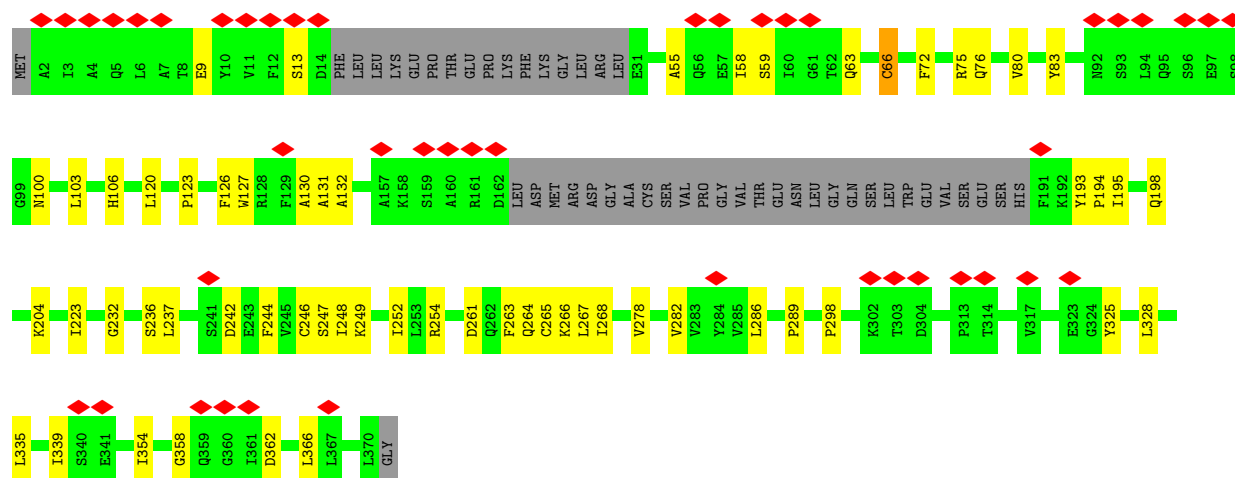 MET A2 I3 A4 Q5 L6 A7 T8 E9 Y10 V11 F12 S13 D14 PHE LEU LEU LYS GLU PRO THR GLU PRO LYS PHE LYS GLY LEU ARG LEU E31 A55 Q56 E57 I58 S59 I60 G61 T62 Q63 C66 F72 R75 Q76 V80 Y83 N92 S93 L94 Q95 S96 E97 S98
G99 N100 L103 H106 L120 P123 F126 W127 R128 F129 A130 A131 A132 A157 K158 S159 A160 R161 D162 LEU ASP MET ARG ASP GLY ALA CYS SER VAL PRO GLY VAL THR GLU ASN LEU GLY GLN SER LEU TRP GLU VAL SER GLU SER HIS F191 K192 Y193 P194 I195 Q198
K204 I223 G232 S236 L237 S241 D242 E243 F244 V245 C246 S247 I248 K249 I252 L253 R254 D261 Q262 F263 Q264 C265 K266 L267 I268 V278 V282 V283 Y284 V285 L286 P289 P298 K302 T303 D304 P313 T314 V317 E323 G324 Y325 L328
L335 I339 S340 E341 I354 G358 Q359 G360 I361 D362 L366 L367 L370 GLY